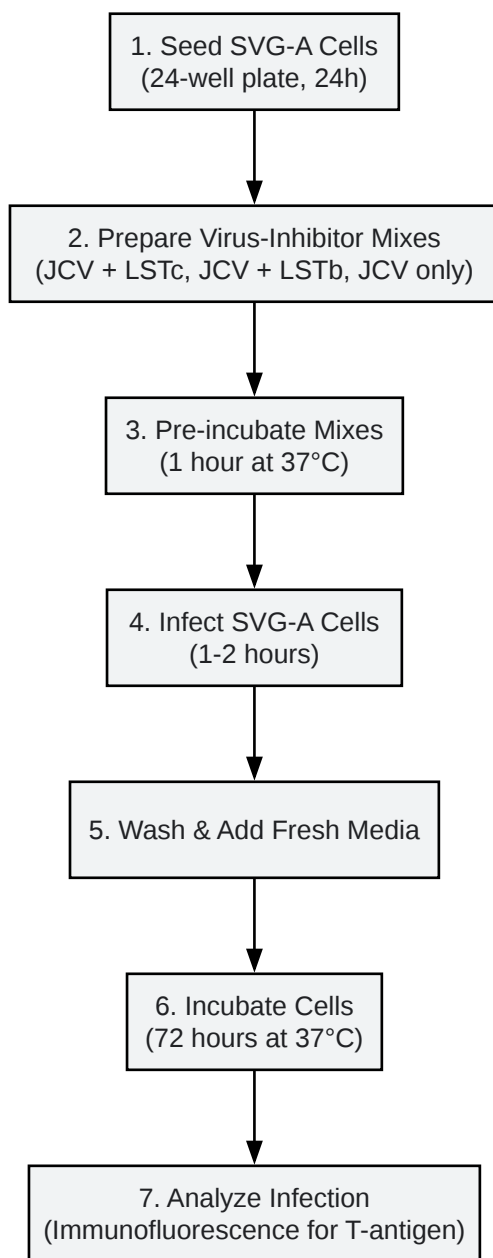 1. Seed SVG-A Cells
(24-well plate, 24h)
2. Prepare Virus-Inhibitor Mixes
(JCV + LSTc, JCV + LSTb, JCV only)
3. Pre-incubate Mixes
(1 hour at 37°C)
4. Infect SVG-A Cells
(1-2 hours)
5. Wash & Add Fresh Media
6. Incubate Cells
(72 hours at 37°C)
7. Analyze Infection
(Immunofluorescence for T-antigen)